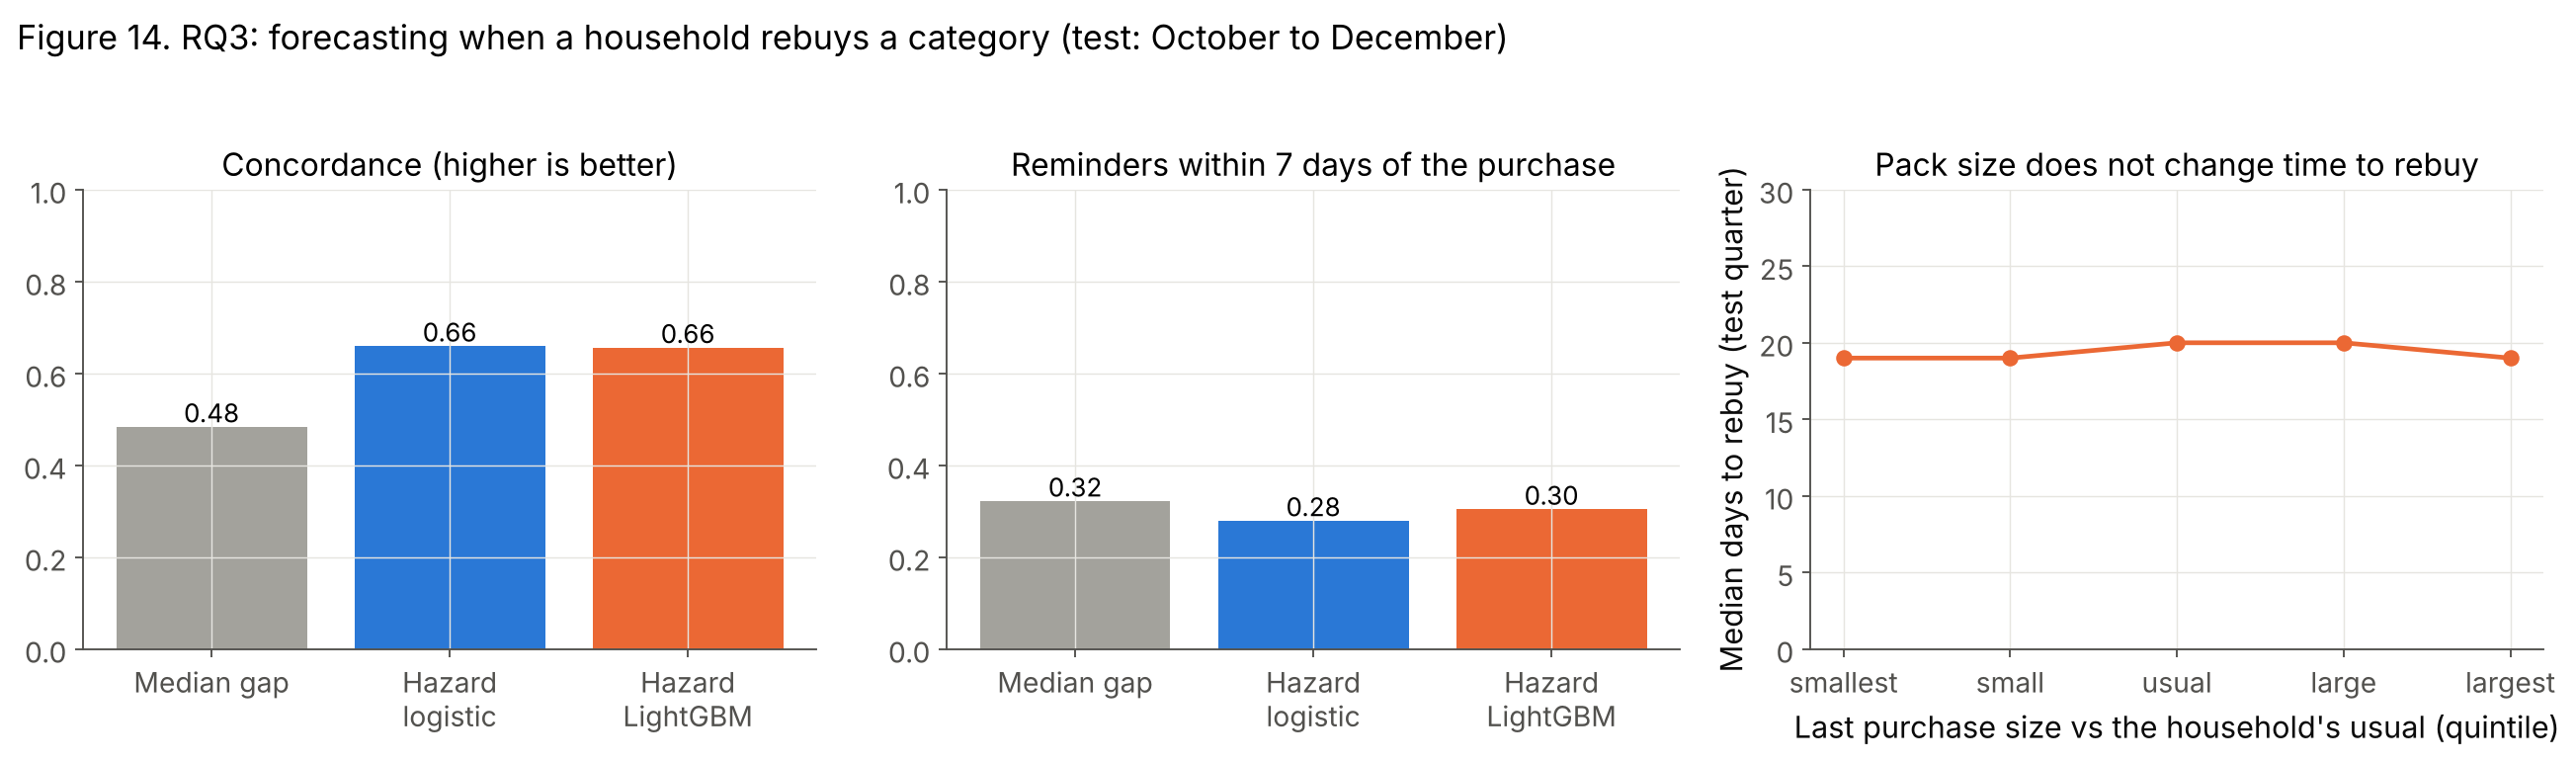 Figure 14. RQ3: forecasting when a household rebuys a category (test: October to December)
Concordance (higher is better)
1.0
0.8
0.6
0.4
0.2
0.0
0.48
0.66
0.66
Median gap
Hazard
logistic
Hazard
LightGBM
Reminders within 7 days of the purchase
1.0
0.8
0.6
0.4
0.2
0.0
0.32
0.28
0.30
Median gap
Hazard
logistic
Hazard
LightGBM
Pack size does not change time to rebuy
Median days to rebuy (test quarter)
30
25
20
15
10
5
0
smallest
small
usual
large
largest
Last purchase size vs the household's usual (quintile)